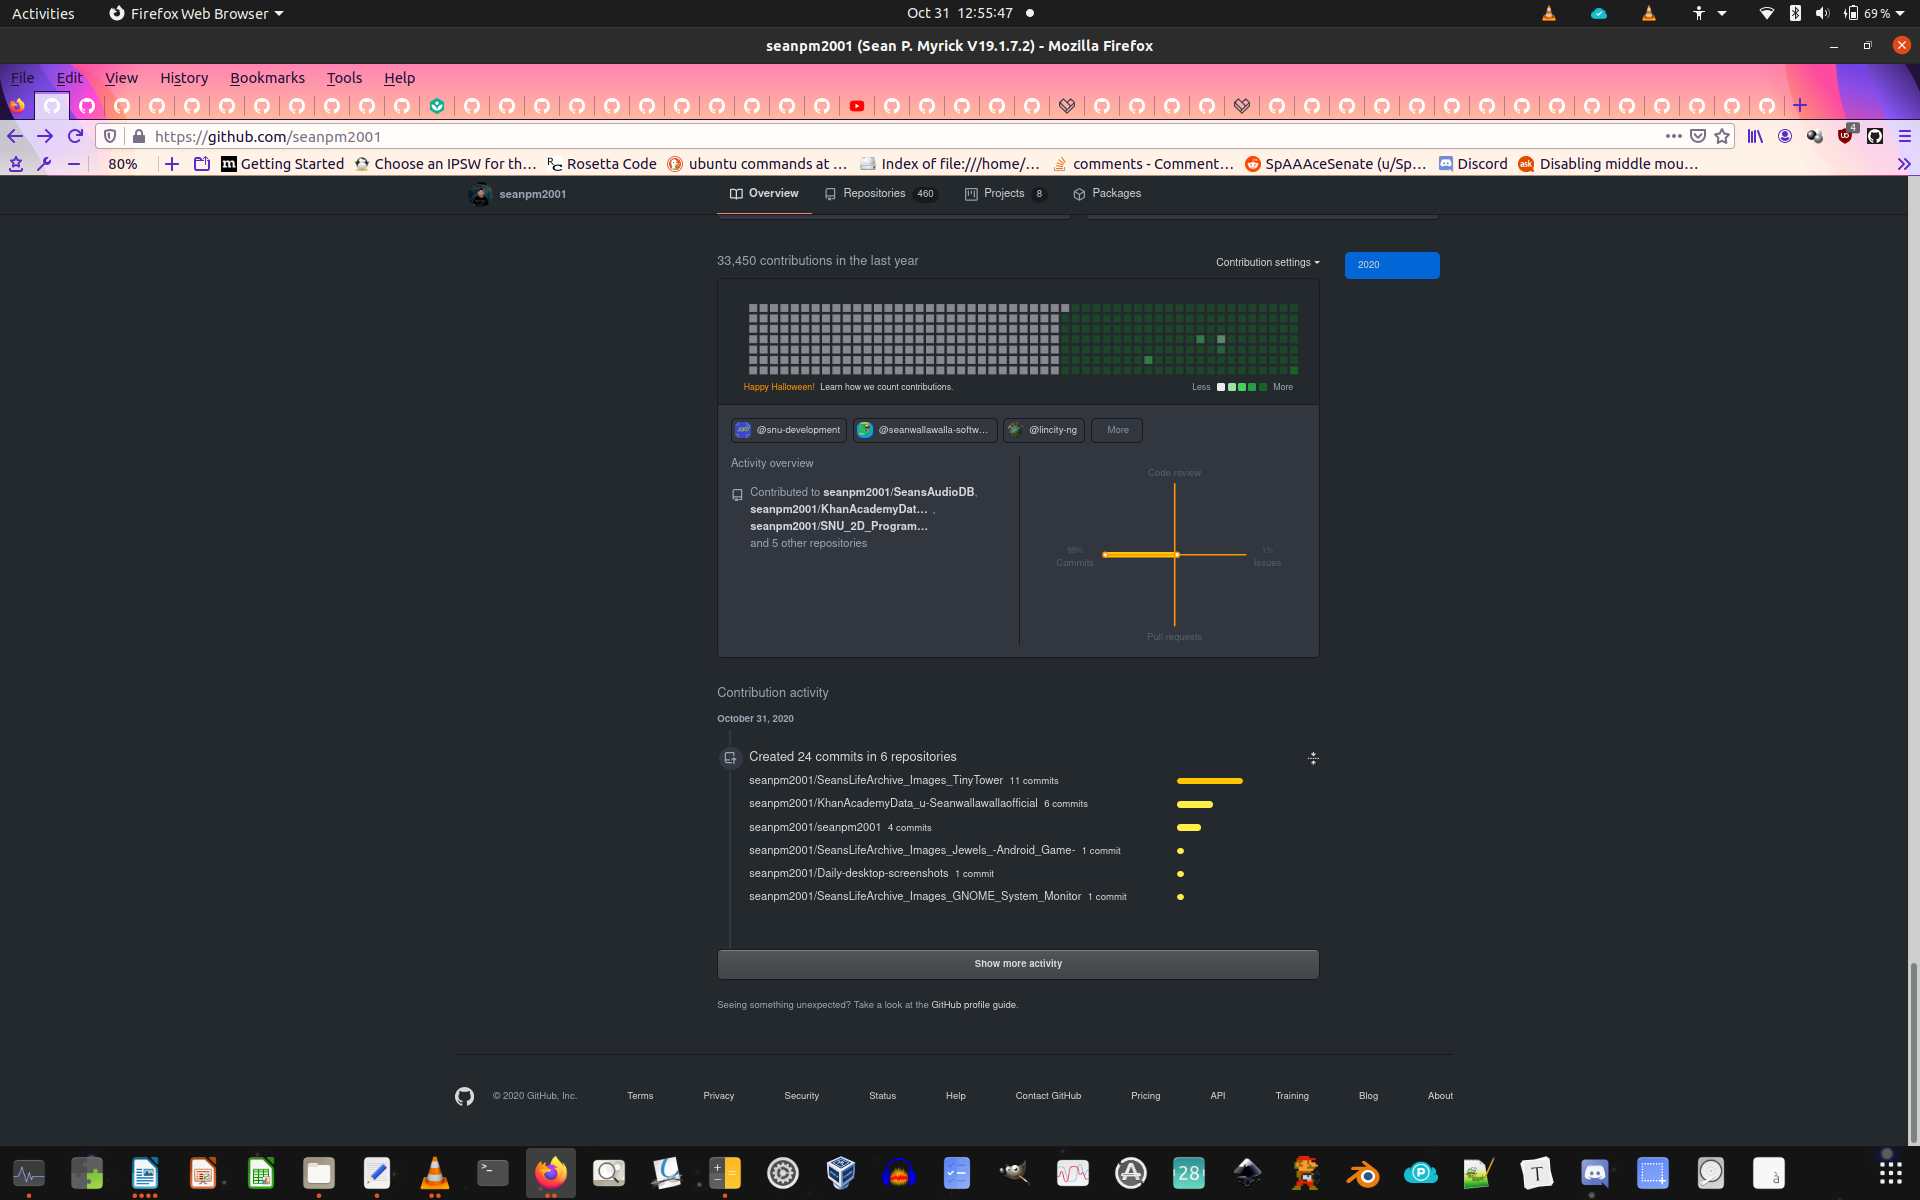 Activities
Firefox Web Browser
Oct 31 12:55:47
69 %
seanpm2001 (Sean P. Myrick V19.1.7.2) - Mozilla Firefox
File Edit View History Bookmarks Tools Help
https://github.com/seanpm2001
4
80%
Getting Started
Choose an IPSW for th…
Rosetta Code
ubuntu commands at …
Index of file:///home/…
comments - Comment…
SpAAAceSenate (u/Sp…
Discord
Disabling middle mou…
seanpm2001
Overview
Repositories 460
Projects 8
Packages
33,450 contributions in the last year
Contribution settings
2020
Happy Halloween! Learn how we count contributions.
Less More
@snu-development
@seanwallawalla-softw…
@lincity-ng
More
Activity overview
Contributed to seanpm2001/SeansAudioDB,
seanpm2001/KhanAcademyDat… ,
seanpm2001/SNU_2D_Program…
and 5 other repositories
Code review
99%
Commits
1%
Issues
Pull requests
Contribution activity
October 31, 2020
Created 24 commits in 6 repositories
seanpm2001/SeansLifeArchive_Images_TinyTower 11 commits
seanpm2001/KhanAcademyData_u-Seanwallawallaofficial 6 commits
seanpm2001/seanpm2001 4 commits
seanpm2001/SeansLifeArchive_Images_Jewels_-Android_Game- 1 commit
seanpm2001/Daily-desktop-screenshots 1 commit
seanpm2001/SeansLifeArchive_Images_GNOME_System_Monitor 1 commit
Show more activity
Seeing something unexpected? Take a look at the GitHub profile guide.
© 2020 GitHub, Inc.
Terms
Privacy
Security
Status
Help
Contact GitHub
Pricing
API
Training
Blog
About
28
T
à